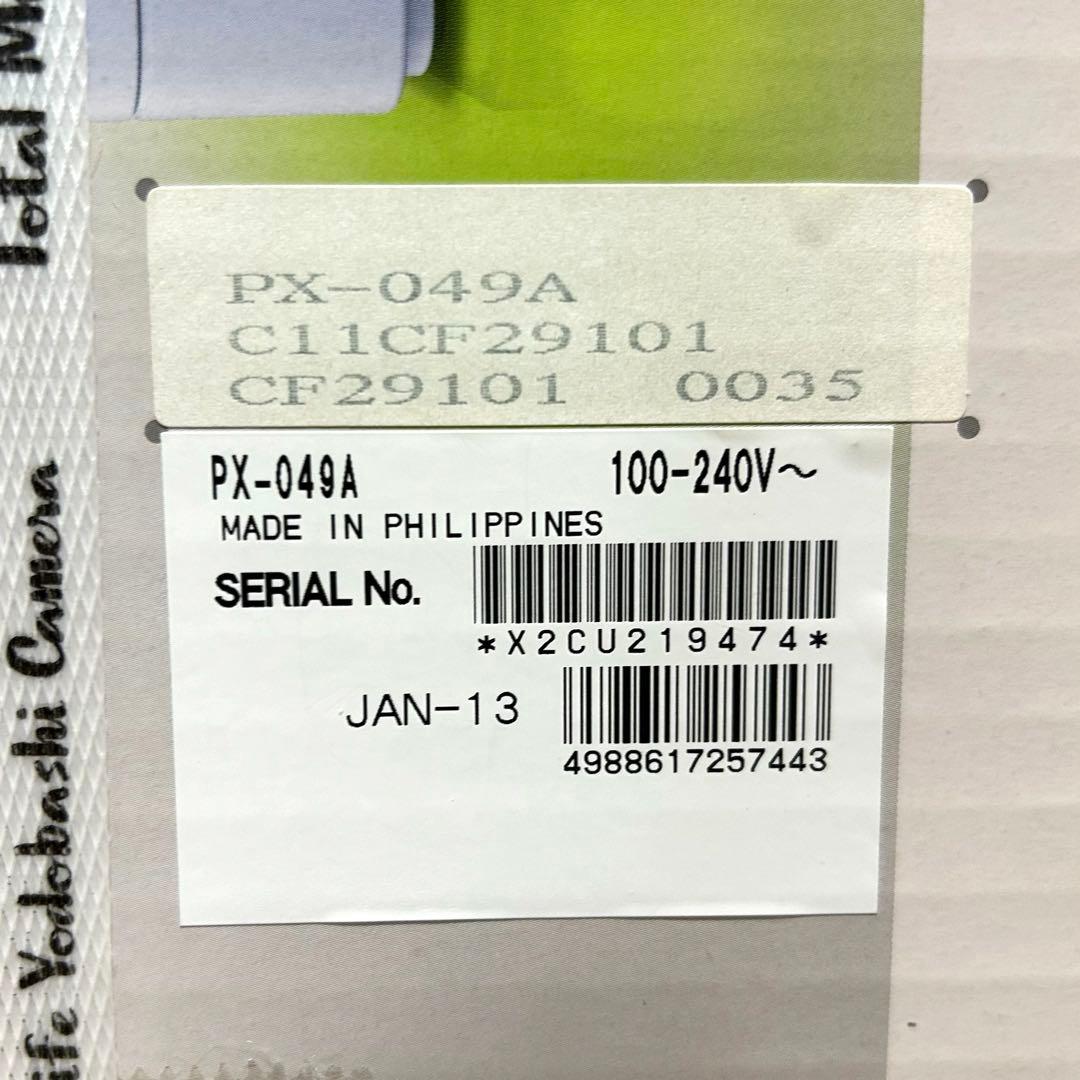 PX-049A
C11CF29101
CF29101 0035
PX-049A 100-240V～
MADE IN PHILIPPINES
SERIAL No.
*X2CU219474*
JAN-13
4988617257443
Yodobashi Camera
Total